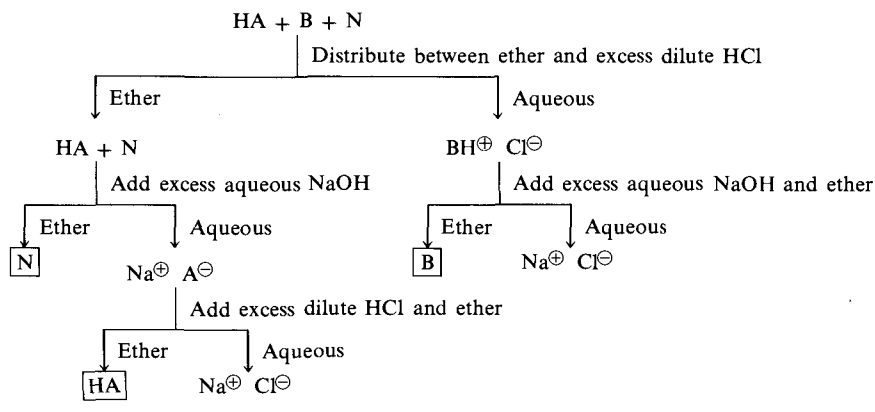 HA + B + N
Distribute between ether and excess dilute HCl
Ether
Aqueous
HA + N
BH⊕ Cl⊖
Add excess aqueous NaOH
Add excess aqueous NaOH and ether
Ether
Aqueous
Ether
Aqueous
N
Na⊕ A⊖
B
Na⊕ Cl⊖
Add excess dilute HCl and ether
Ether
Aqueous
HA
Na⊕ Cl⊖